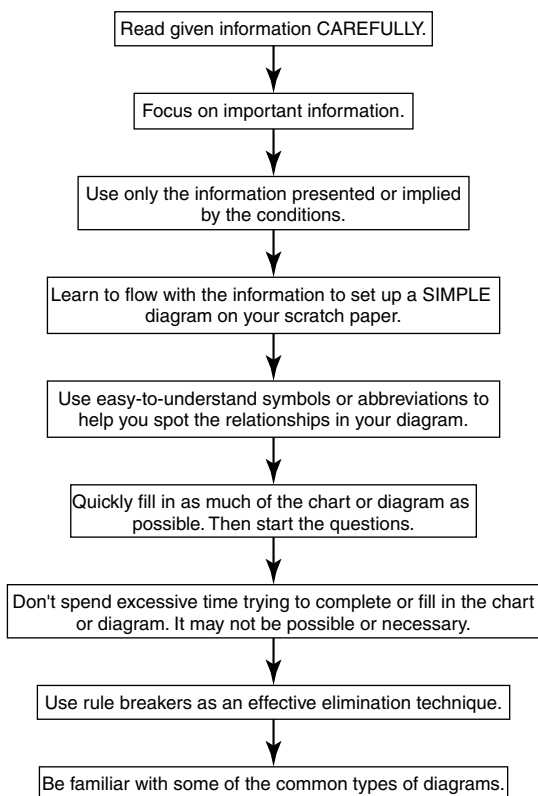 Read given information CAREFULLY.
Focus on important information.
Use only the information presented or implied
by the conditions.
Learn to flow with the information to set up a SIMPLE
diagram on your scratch paper.
Use easy-to-understand symbols or abbreviations to
help you spot the relationships in your diagram.
Quickly fill in as much of the chart or diagram as
possible. Then start the questions.
Don't spend excessive time trying to complete or fill in the chart
or diagram. It may not be possible or necessary.
Use rule breakers as an effective elimination technique.
Be familiar with some of the common types of diagrams.